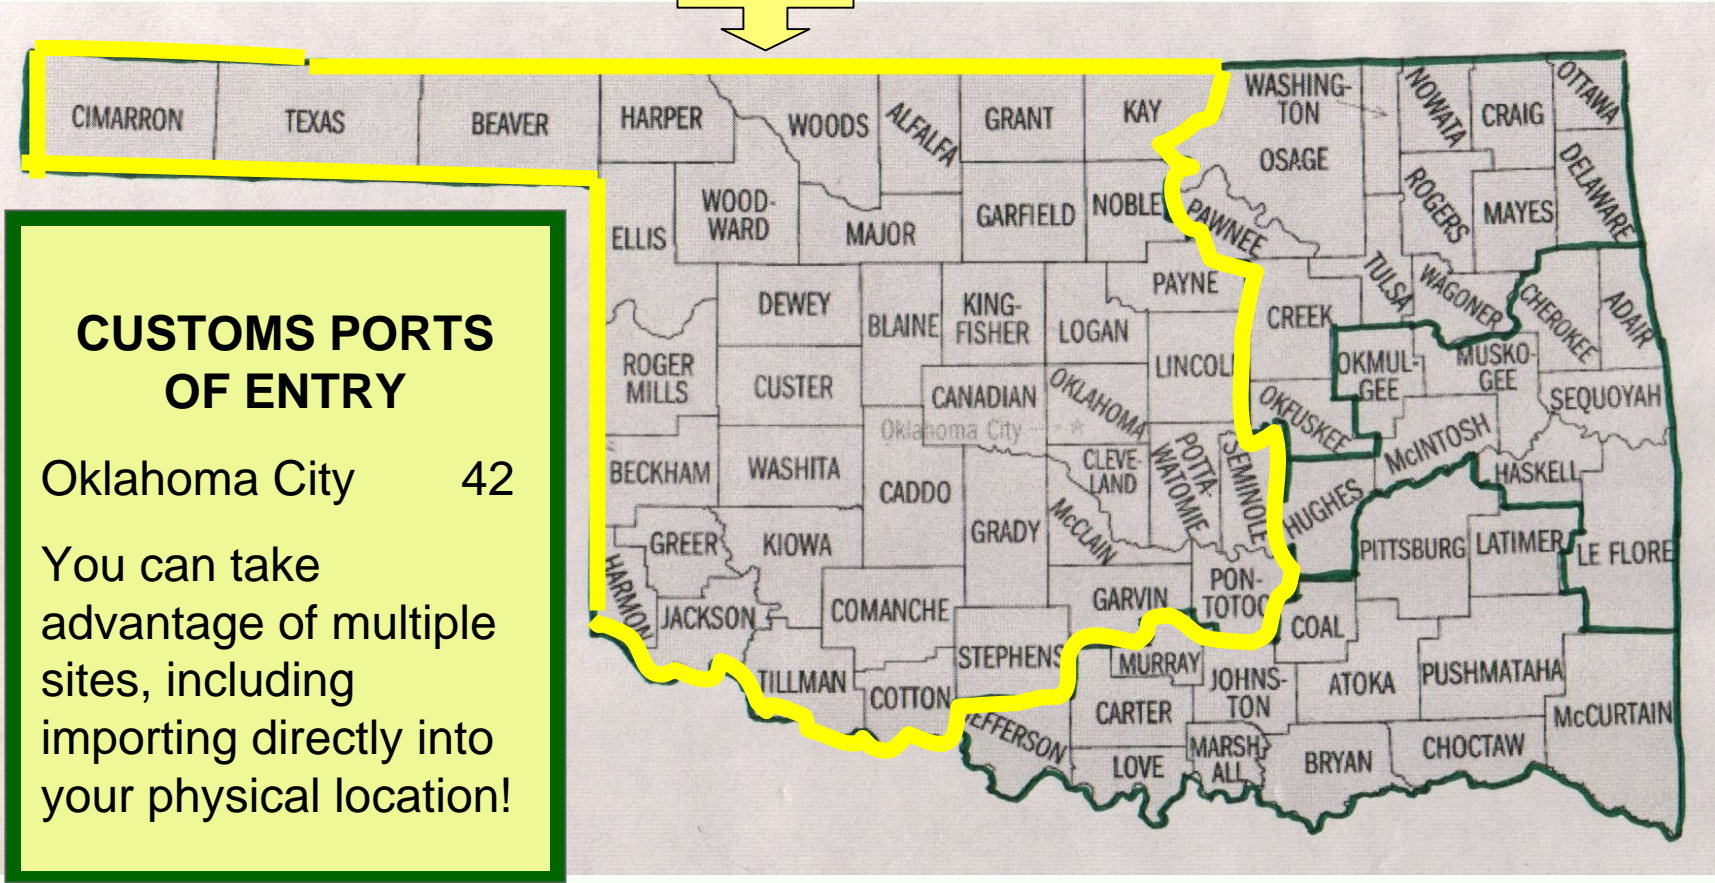 CUSTOMS PORTS
OF ENTRY
Oklahoma City 42
You can take
advantage of multiple
sites, including
importing directly into
your physical location!
CIMARRON
TEXAS
BEAVER
HARPER
WOODS
ALFALFA
GRANT
KAY
WASHING-
TON
OSAGE
NOWATA
CRAIG
OTTAWA
DELAWARE
ROGERS
MAYES
ELLIS
WOOD-
WARD
MAJOR
GARFIELD
NOBLE
PAWNEE
PAYNE
TULSA
WAGONER
CHEROKEE
ADAIR
DEWEY
BLAINE
KING-
FISHER
LOGAN
CREEK
ROGER
MILLS
CUSTER
CANADIAN
OKLAHOMA
LINCOL
OKFUSKEE
OKMUL-
GEE
MUSKO-
GEE
SEQUOYAH
Oklahoma City
BECKHAM
WASHITA
CADDO
CLEVE-
LAND
POTTA-
WATOMIE
SEMINOLE
McINTOSH
HASKELL
HUGHES
GRADY
McCLAIN
GREER
KIOWA
PITTSBURG
LATIMER
LE FLORE
HARMON
JACKSON
COMANCHE
GARVIN
PON-
TOTOC
COAL
STEPHENS
MURRAY
JOHNS-
TON
ATOKA
PUSHMATAHA
TILLMAN
COTTON
CARTER
McCURTAIN
JEFFERSON
LOVE
MARSH-
ALL
BRYAN
CHOCTAW